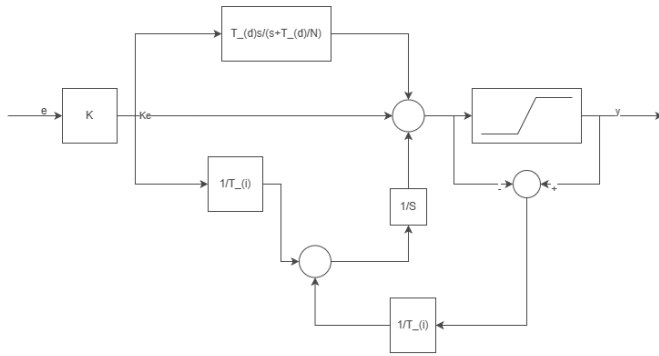 T_(d)s/(s+T_(d)/N)
e
K
Ke
y
1/T_(i)
1/S
-
+
1/T_(i)